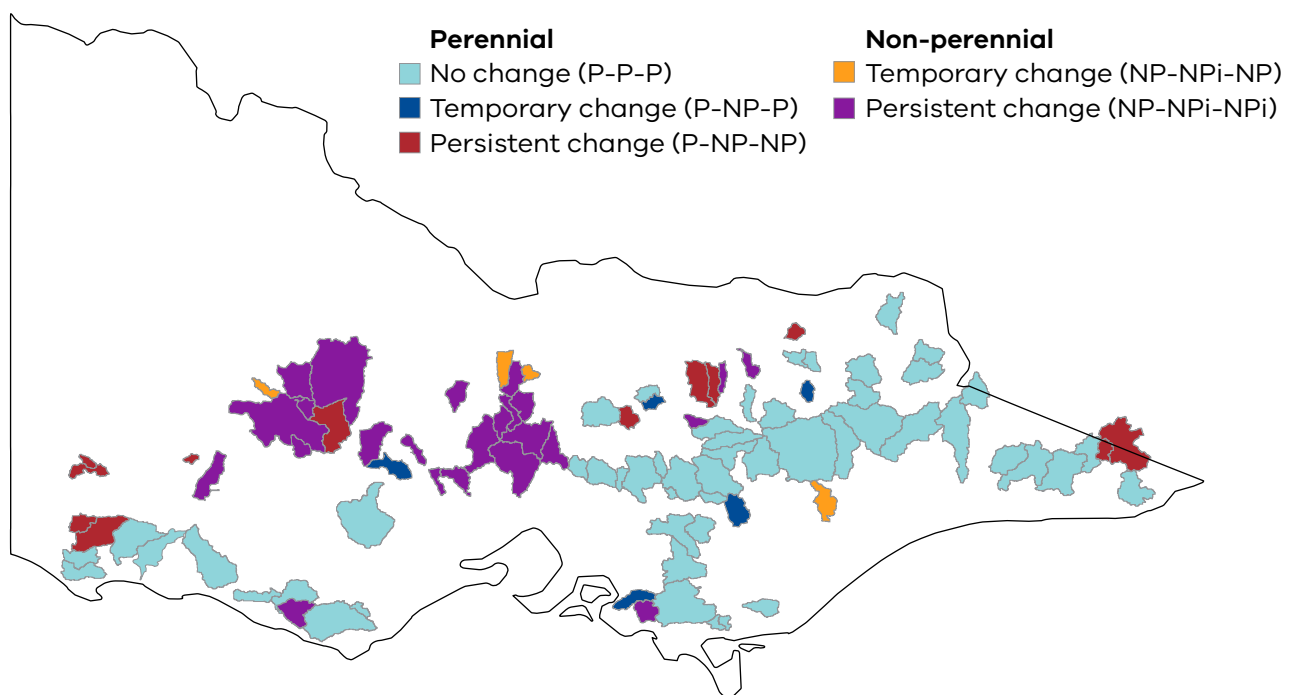 Perennial
No change (P-P-P)
Temporary change (P-NP-P)
Persistent change (P-NP-NP)
Non-perennial
Temporary change (NP-NPi-NP)
Persistent change (NP-NPi-NPi)